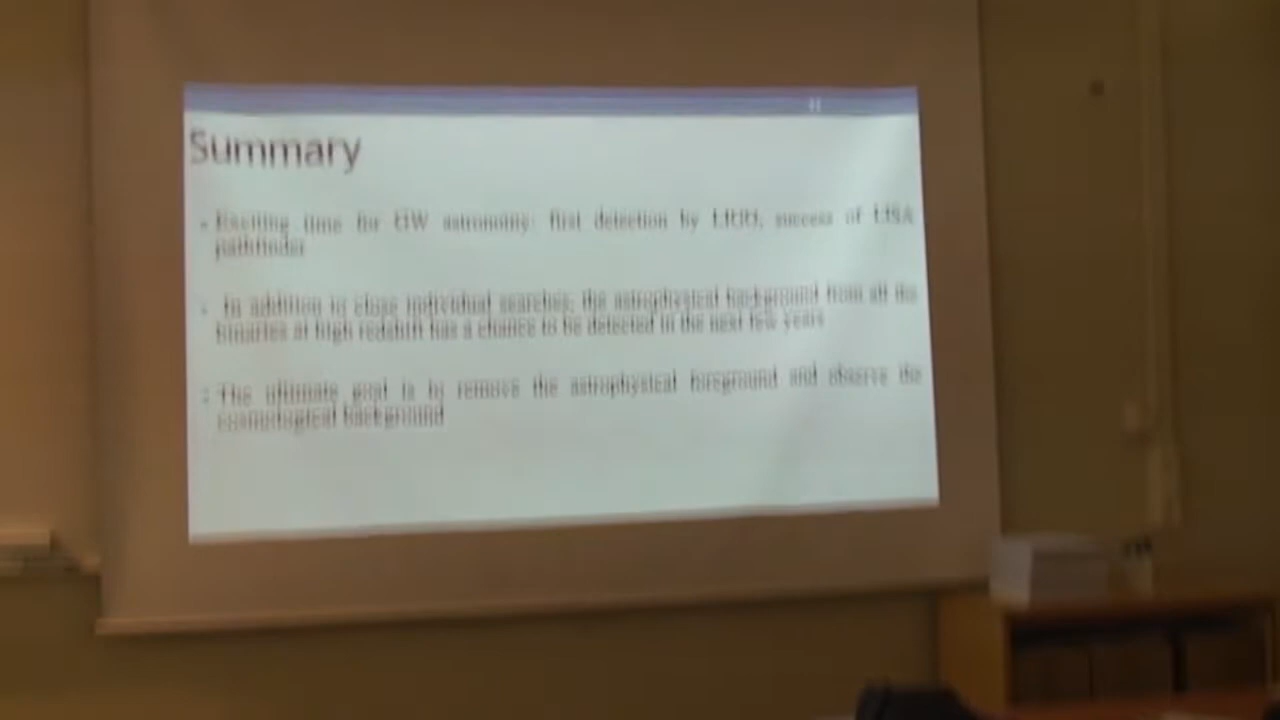 Summary
Exciting time for GW astronomy: first detection by LIGO, success of LISA
pathfinder
In addition to close individual searches, the astrophysical background from all the
binaries at high redshift has a chance to be detected in the next few years
The ultimate goal is to remove the astrophysical foreground and observe the
cosmological background